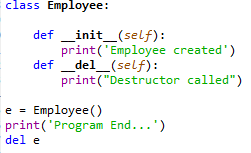 class Employee:
    def __init__(self):
        print('Employee created')
    def __del__(self):
        print("Destructor called")
e = Employee()
print('Program End...')
del e